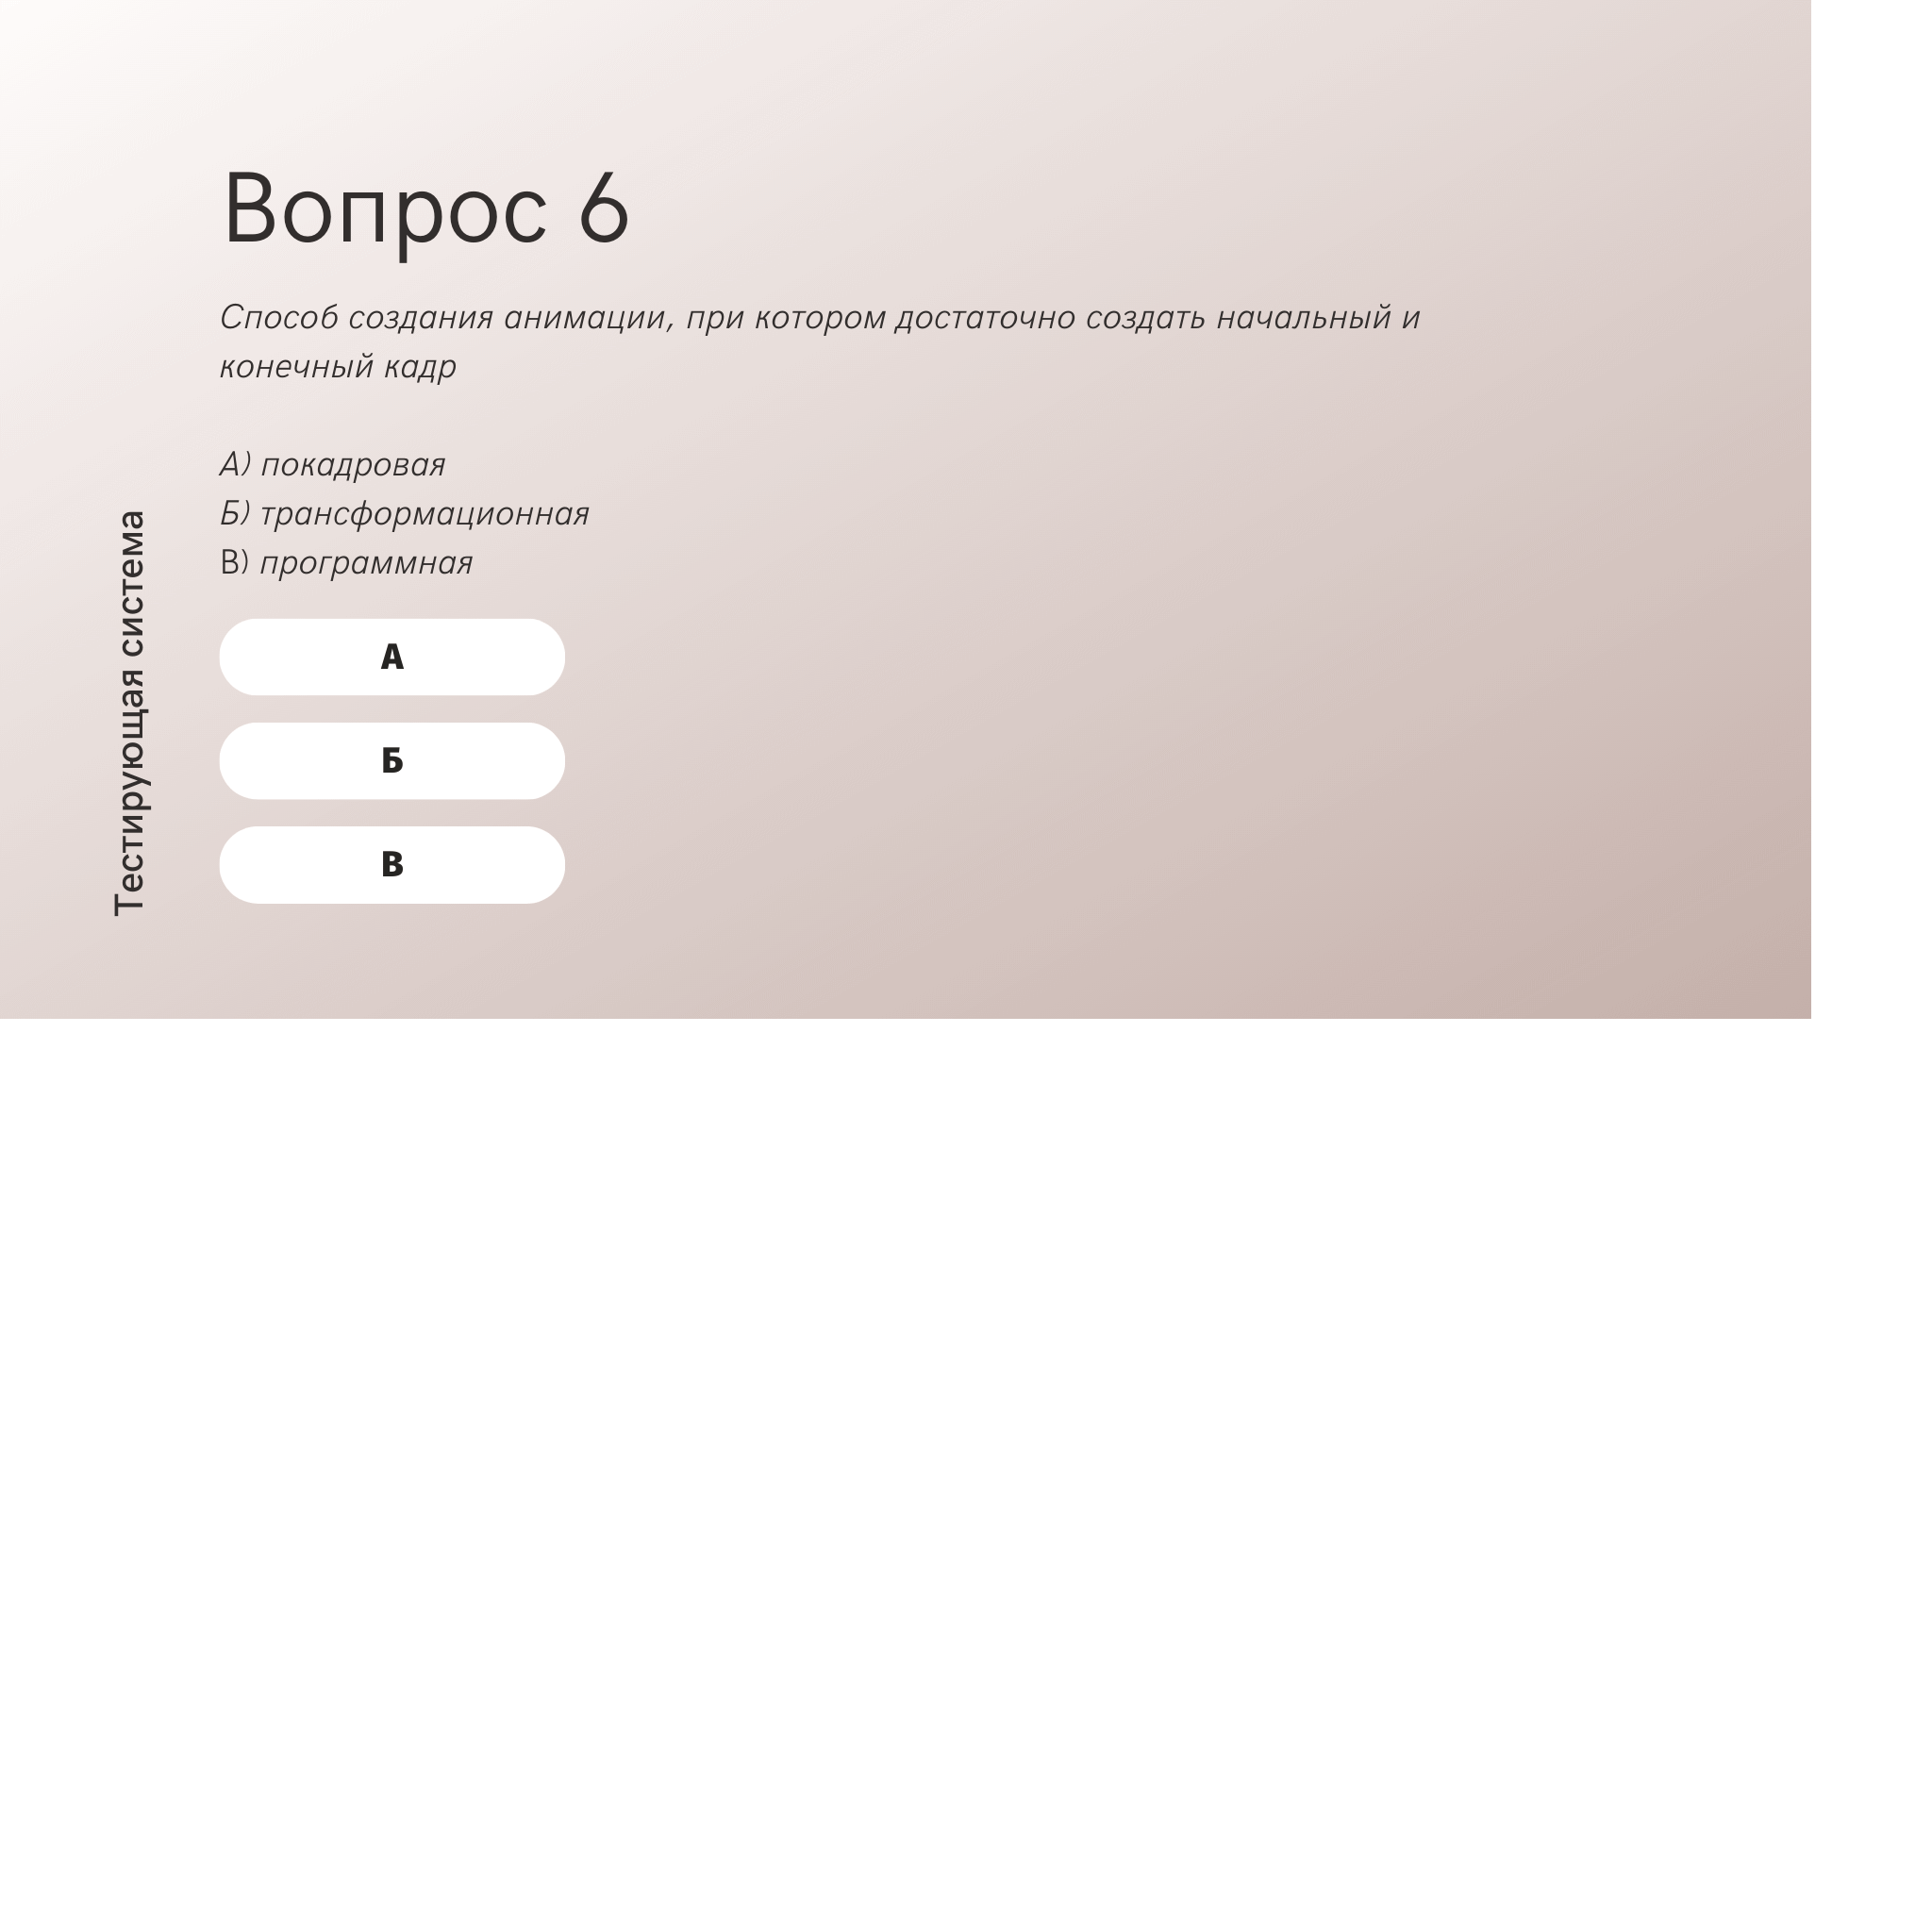 Вопрос 6
Способ создания анимации, при котором достаточно создать начальный и
конечный кадр
А) покадровая
Б) трансформационная
В) программная
А
Б
В
Тестирующая система